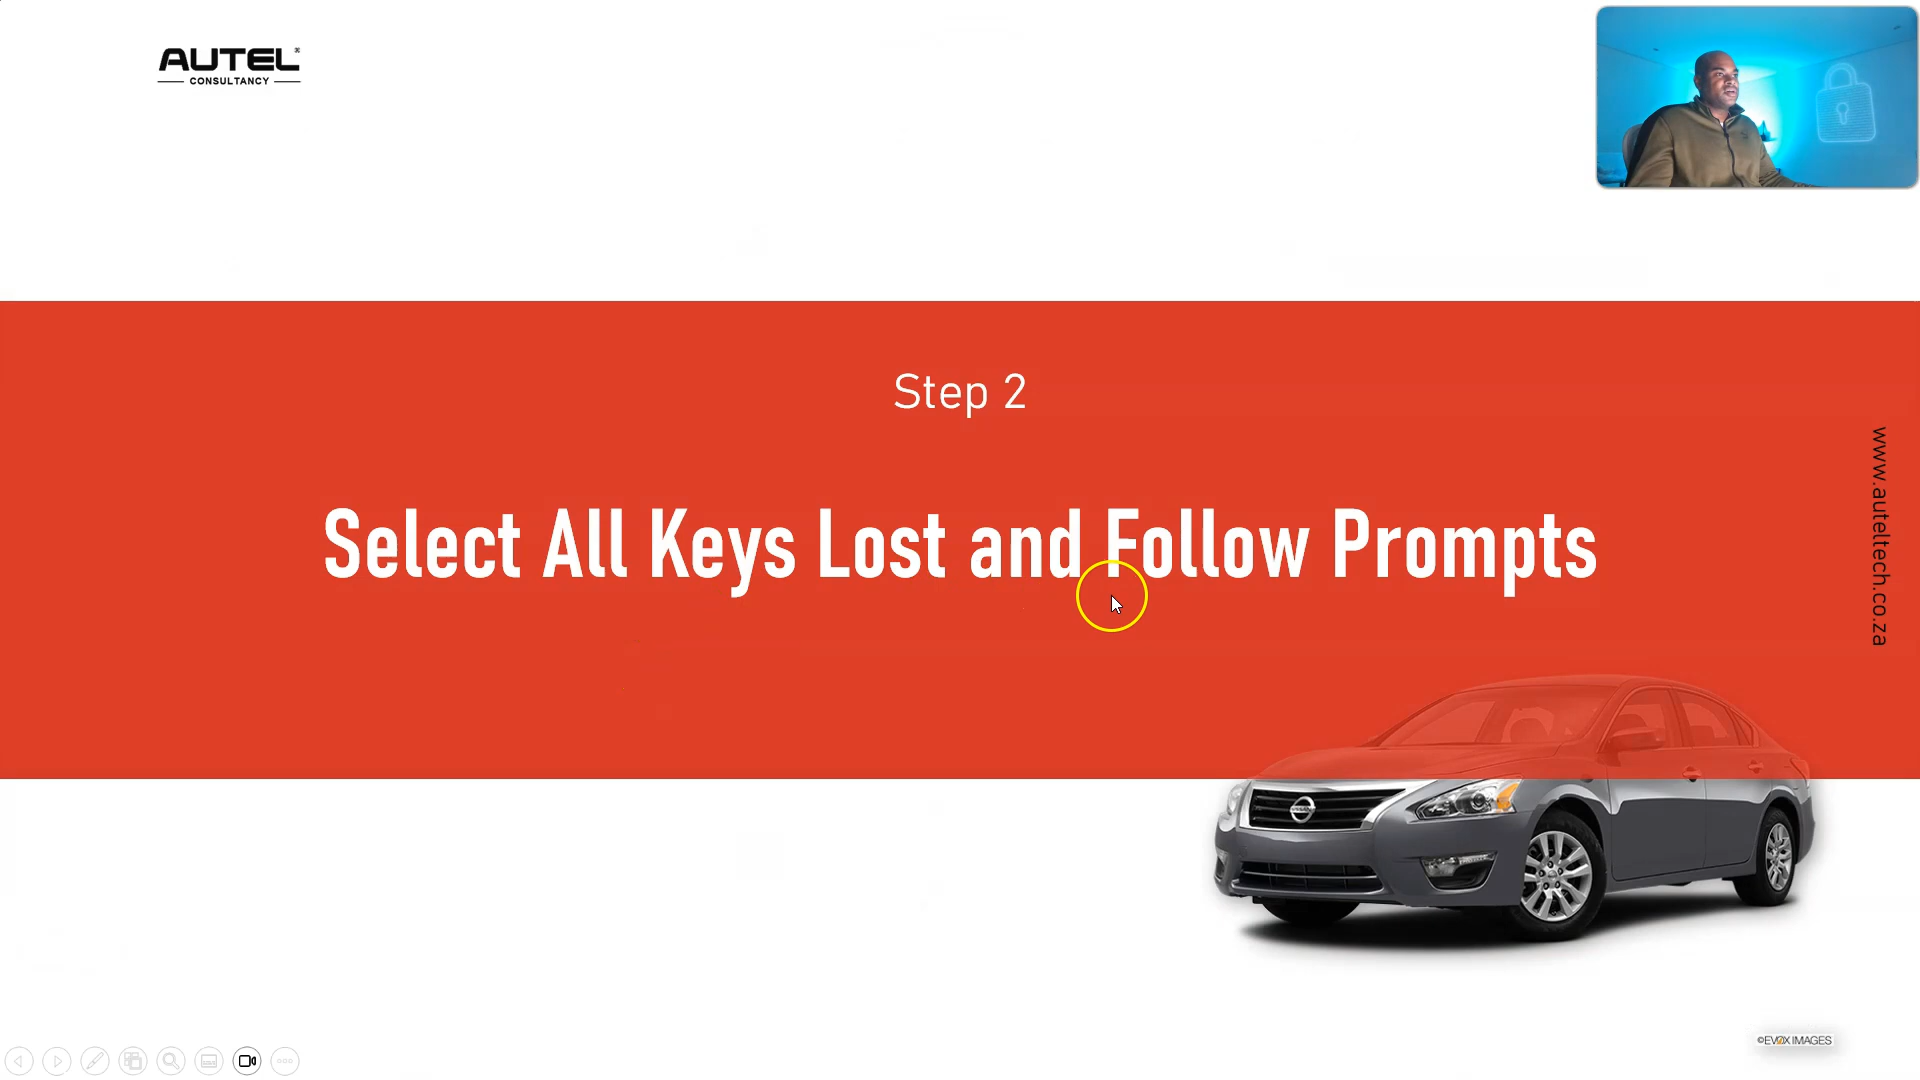 AUTEL®
CONSULTANCY
Step 2
Select All Keys Lost and Follow Prompts
www.auteltech.co.za
©EVOX IMAGES